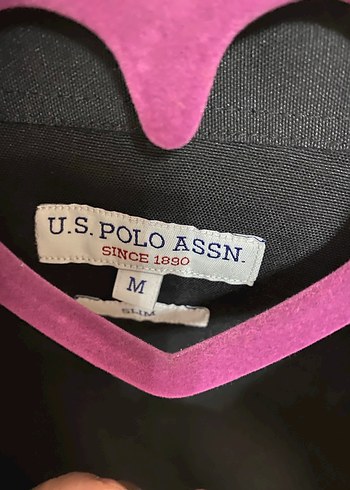 U.S. POLO ASSN.
SINCE 1890
M
SLIM